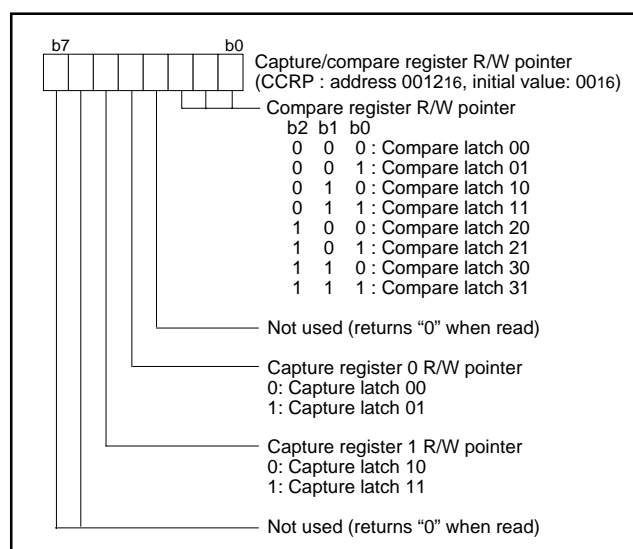 b7 b0
Capture/compare register R/W pointer
(CCRP : address 001216, initial value: 0016)
Compare register R/W pointer
b2 b1 b0
0 0 0 : Compare latch 00
0 0 1 : Compare latch 01
0 1 0 : Compare latch 10
0 1 1 : Compare latch 11
1 0 0 : Compare latch 20
1 0 1 : Compare latch 21
1 1 0 : Compare latch 30
1 1 1 : Compare latch 31
Not used (returns “0” when read)
Capture register 0 R/W pointer
0: Capture latch 00
1: Capture latch 01
Capture register 1 R/W pointer
0: Capture latch 10
1: Capture latch 11
Not used (returns “0” when read)